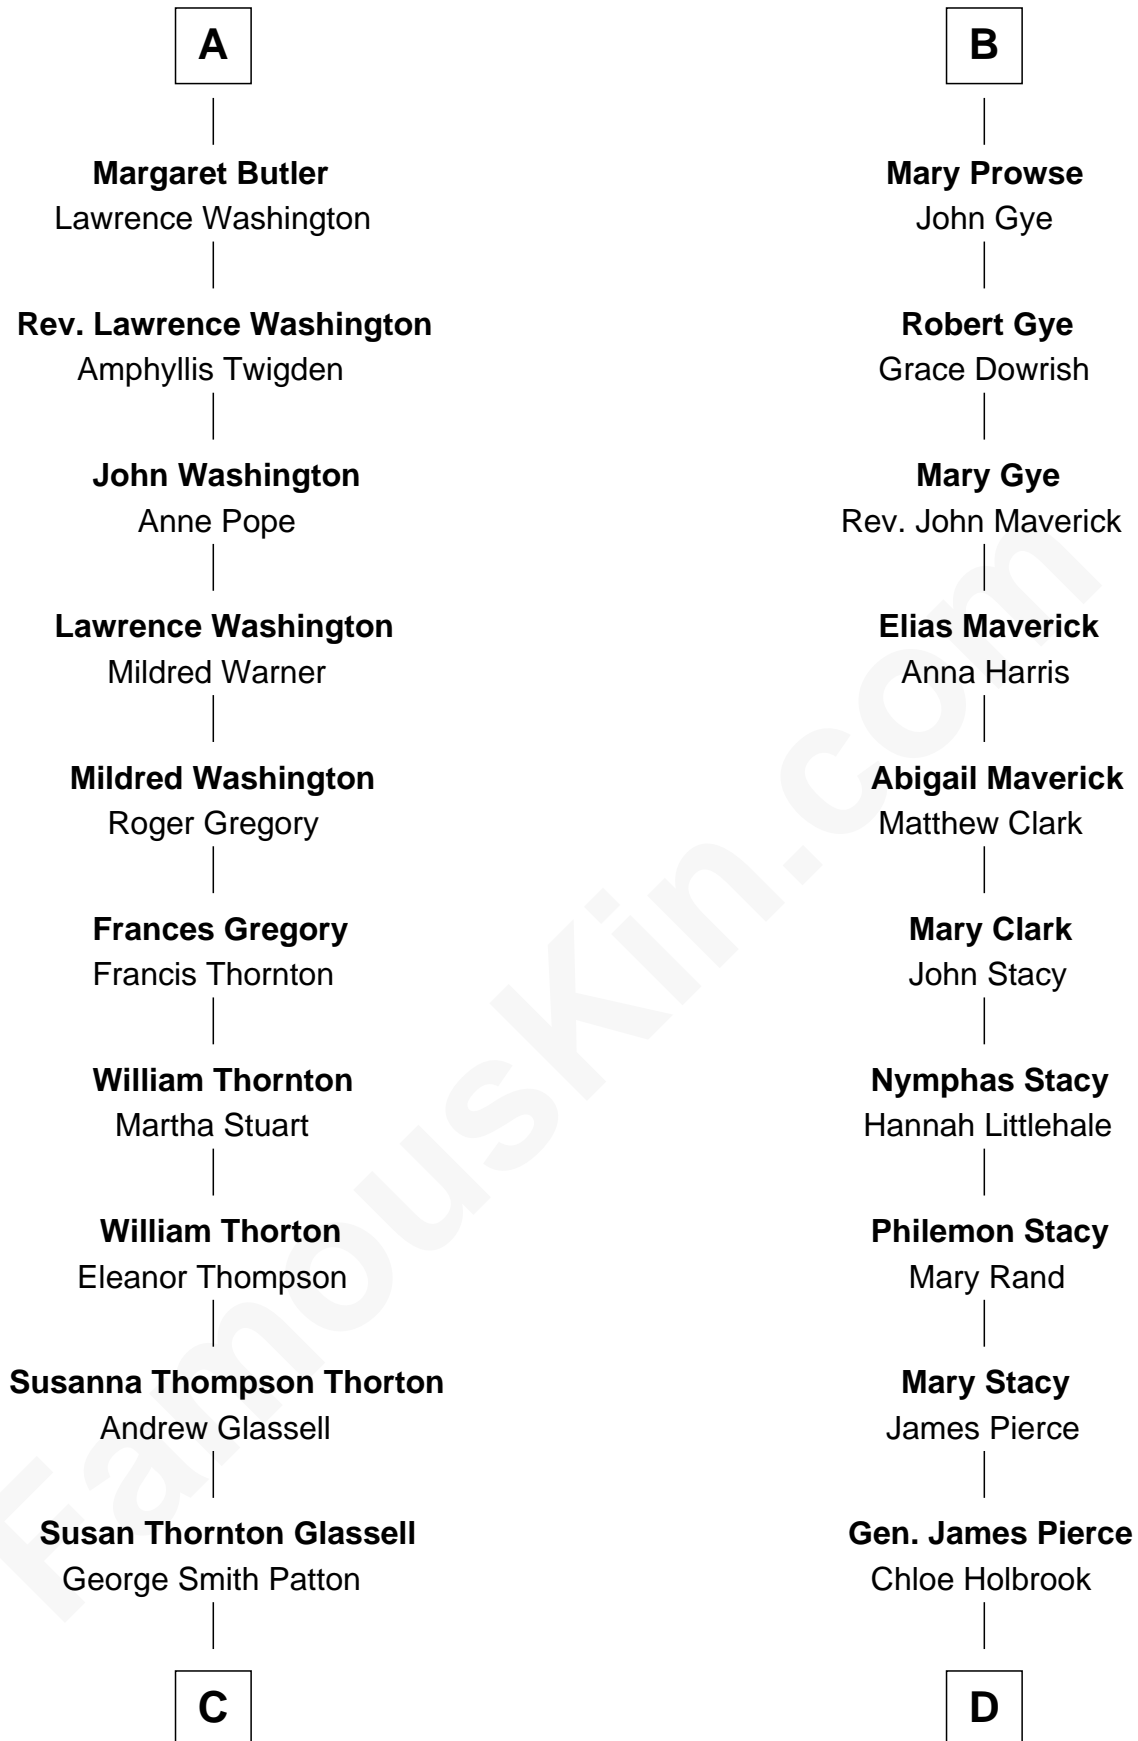 A
Margaret Butler
Lawrence Washington
Rev. Lawrence Washington
Amphyllis Twigden
John Washington
Anne Pope
Lawrence Washington
Mildred Warner
Mildred Washington
Roger Gregory
Frances Gregory
Francis Thornton
William Thornton
Martha Stuart
William Thorton
Eleanor Thompson
Susanna Thompson Thorton
Andrew Glassell
Susan Thornton Glassell
George Smith Patton
C
B
Mary Prowse
John Gye
Robert Gye
Grace Dowrish
Mary Gye
Rev. John Maverick
Elias Maverick
Anna Harris
Abigail Maverick
Matthew Clark
Mary Clark
John Stacy
Nymphas Stacy
Hannah Littlehale
Philemon Stacy
Mary Rand
Mary Stacy
James Pierce
Gen. James Pierce
Chloe Holbrook
D
FamousKin.com